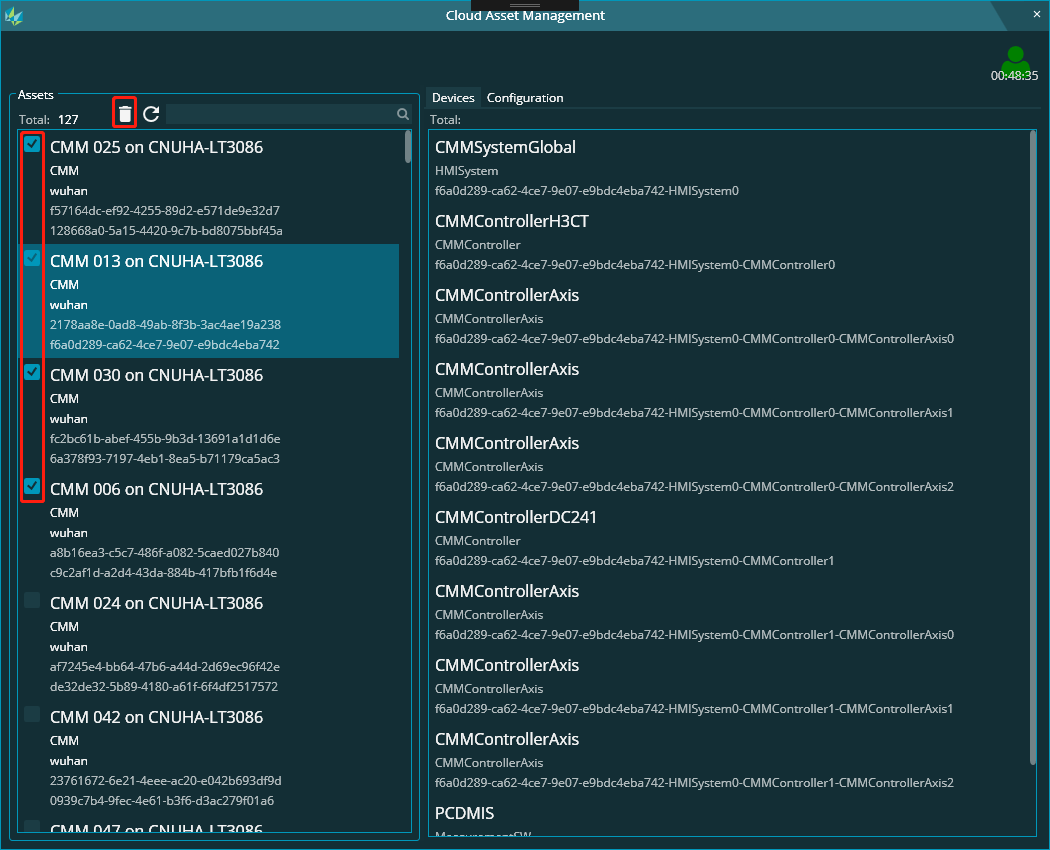 Cloud Asset Management
00:48:35
Assets
Total: 127
CMM 025 on CNUHA-LT3086
CMM
wuhan
f57164dc-ef92-4255-89d2-e571de9e32d7
128668a0-5a15-4420-9c7b-bd8075bbf45a
CMM 013 on CNUHA-LT3086
CMM
wuhan
2178aa8e-0ad8-49ab-8f3b-3ac4ae19a238
f6a0d289-ca62-4ce7-9e07-e9bdc4eba742
CMM 030 on CNUHA-LT3086
CMM
wuhan
fc2bc61b-abef-455b-9b3d-13691a1d1d6e
6a378f93-7197-4eb1-8ea5-b71179ca5ac3
CMM 006 on CNUHA-LT3086
CMM
wuhan
a8b16ea3-c5c7-486f-a082-5caed027b840
c9c2af1d-a2d4-43da-884b-417bfb1f6d4e
CMM 024 on CNUHA-LT3086
CMM
wuhan
af7245e4-bb64-47b6-a44d-2d69ec96f42e
de32de32-5b89-4180-a61f-6f4df2517572
CMM 042 on CNUHA-LT3086
CMM
wuhan
23761672-6e21-4eee-ac20-e042b693df9d
0939c7b4-9fec-4e61-b3f6-d3ac279f01a6
CMM 047 on CNUHA-LT3086
Devices Configuration
Total:
CMMSystemGlobal
HMISystem
f6a0d289-ca62-4ce7-9e07-e9bdc4eba742-HMISystem0
CMMControllerH3CT
CMMController
f6a0d289-ca62-4ce7-9e07-e9bdc4eba742-HMISystem0-CMMController0
CMMControllerAxis
CMMControllerAxis
f6a0d289-ca62-4ce7-9e07-e9bdc4eba742-HMISystem0-CMMController0-CMMControllerAxis0
CMMControllerAxis
CMMControllerAxis
f6a0d289-ca62-4ce7-9e07-e9bdc4eba742-HMISystem0-CMMController0-CMMControllerAxis1
CMMControllerAxis
CMMControllerAxis
f6a0d289-ca62-4ce7-9e07-e9bdc4eba742-HMISystem0-CMMController0-CMMControllerAxis2
CMMControllerDC241
CMMController
f6a0d289-ca62-4ce7-9e07-e9bdc4eba742-HMISystem0-CMMController1
CMMControllerAxis
CMMControllerAxis
f6a0d289-ca62-4ce7-9e07-e9bdc4eba742-HMISystem0-CMMController1-CMMControllerAxis0
CMMControllerAxis
CMMControllerAxis
f6a0d289-ca62-4ce7-9e07-e9bdc4eba742-HMISystem0-CMMController1-CMMControllerAxis1
CMMControllerAxis
CMMControllerAxis
f6a0d289-ca62-4ce7-9e07-e9bdc4eba742-HMISystem0-CMMController1-CMMControllerAxis2
PCDMIS
MeasurementSW